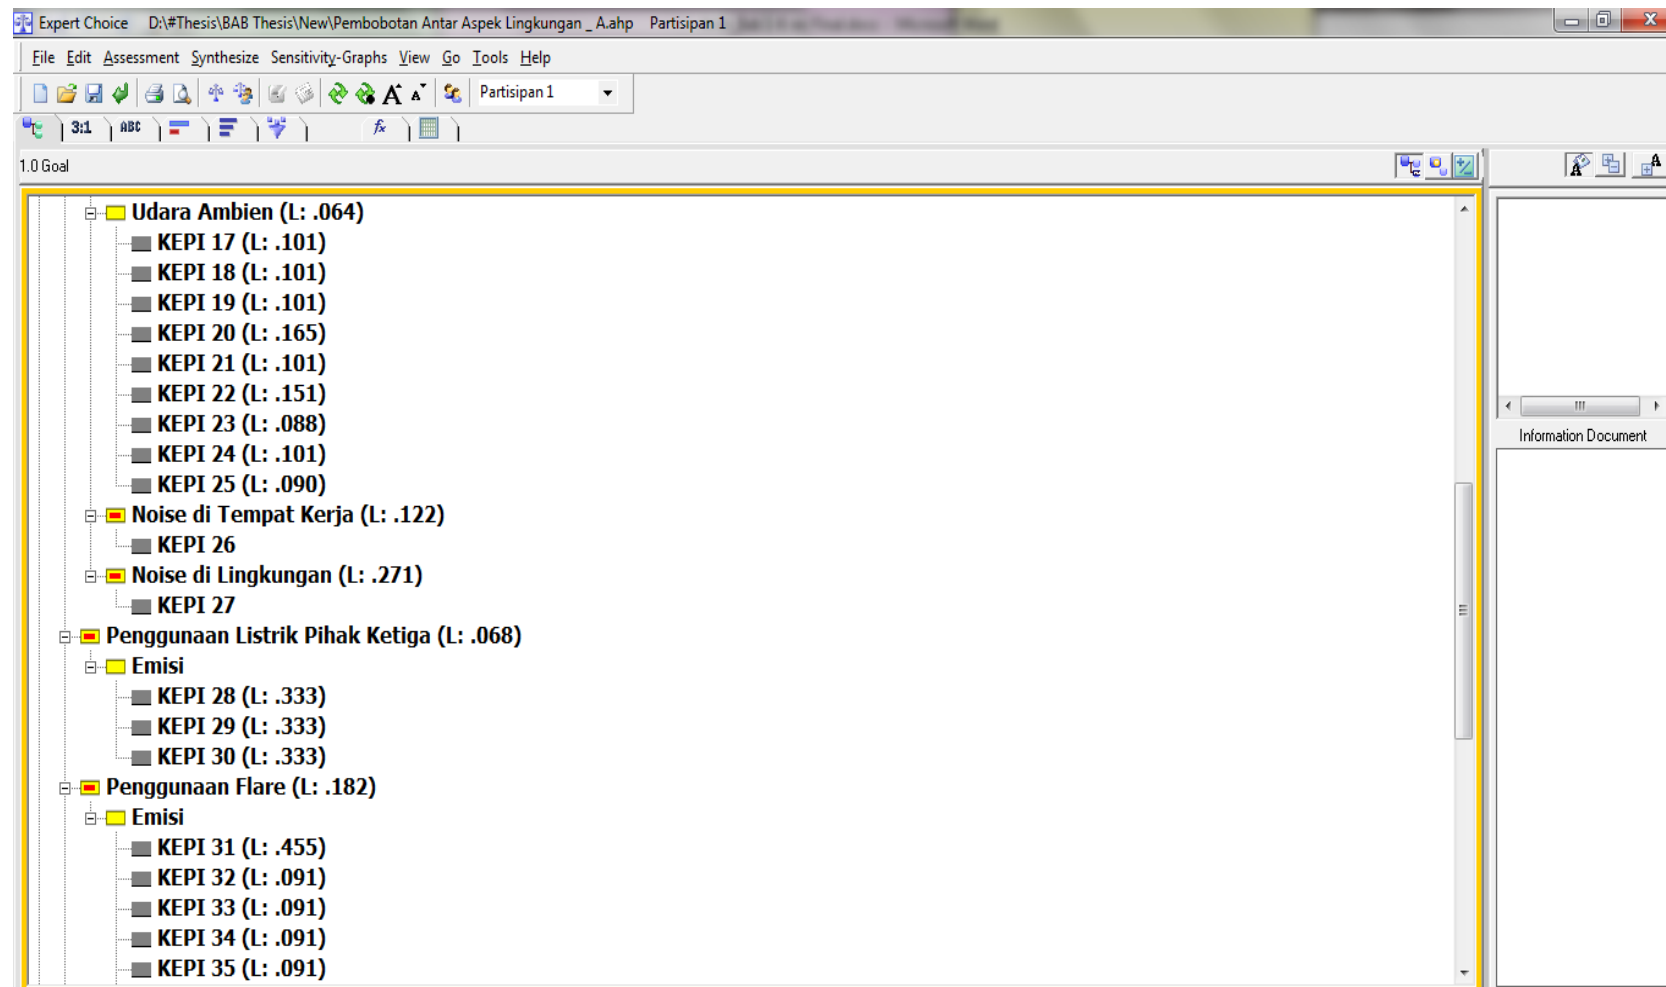 Expert Choice D:\#Thesis\BAB Thesis\New\Pembobotan Antar Aspek Lingkungan _ A.ahp Partisipan 1
File Edit Assessment Synthesize Sensitivity-Graphs View Go Tools Help
Partisipan 1
3:1 ABC fx
1.0 Goal
Udara Ambien (L: .064)
KEPI 17 (L: .101)
KEPI 18 (L: .101)
KEPI 19 (L: .101)
KEPI 20 (L: .165)
KEPI 21 (L: .101)
KEPI 22 (L: .151)
KEPI 23 (L: .088)
KEPI 24 (L: .101)
KEPI 25 (L: .090)
Noise di Tempat Kerja (L: .122)
KEPI 26
Noise di Lingkungan (L: .271)
KEPI 27
Penggunaan Listrik Pihak Ketiga (L: .068)
Emisi
KEPI 28 (L: .333)
KEPI 29 (L: .333)
KEPI 30 (L: .333)
Penggunaan Flare (L: .182)
Emisi
KEPI 31 (L: .455)
KEPI 32 (L: .091)
KEPI 33 (L: .091)
KEPI 34 (L: .091)
KEPI 35 (L: .091)
Information Document